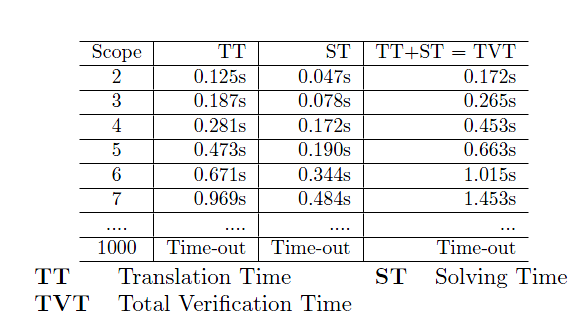 Scope TT ST TT+ST = TVT
2 0.125s 0.047s 0.172s
3 0.187s 0.078s 0.265s
4 0.281s 0.172s 0.453s
5 0.473s 0.190s 0.663s
6 0.671s 0.344s 1.015s
7 0.969s 0.484s 1.453s
.... .... .... ...
1000 Time-out Time-out Time-out
TT Translation Time ST Solving Time
TVT Total Verification Time